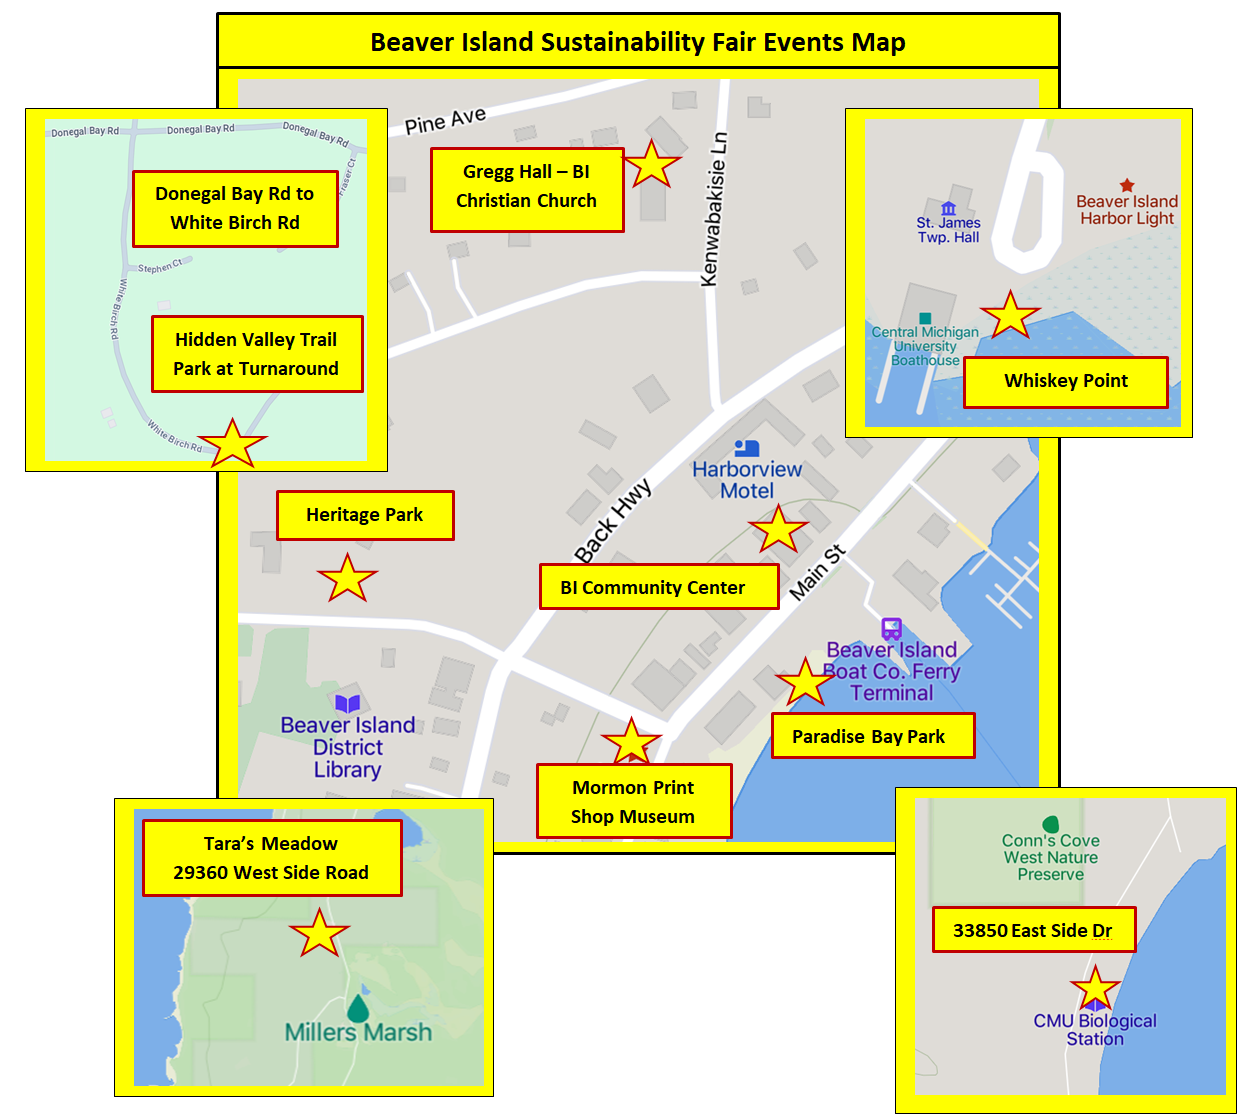 Beaver Island Sustainability Fair Events Map
Pine Ave
Kenwabakisie Ln
Gregg Hall – BI
Christian Church
Donegal Bay Rd
Donegal Bay Rd
Donegal Bay Rd
Fraser Ct
Donegal Bay Rd to
White Birch Rd
Stephen Ct
White Birch Rd
Hidden Valley Trail
Park at Turnaround
White Birch Rd
St. James
Twp. Hall
Beaver Island
Harbor Light
Central Michigan
University
Boathouse
Whiskey Point
Harborview
Motel
Back Hwy
Heritage Park
BI Community Center
Main St
Beaver Island
Boat Co. Ferry
Terminal
Paradise Bay Park
Beaver Island
District
Library
Mormon Print
Shop Museum
Tara’s Meadow
29360 West Side Road
Millers Marsh
Conn's Cove
West Nature
Preserve
33850 East Side Dr
CMU Biological
Station